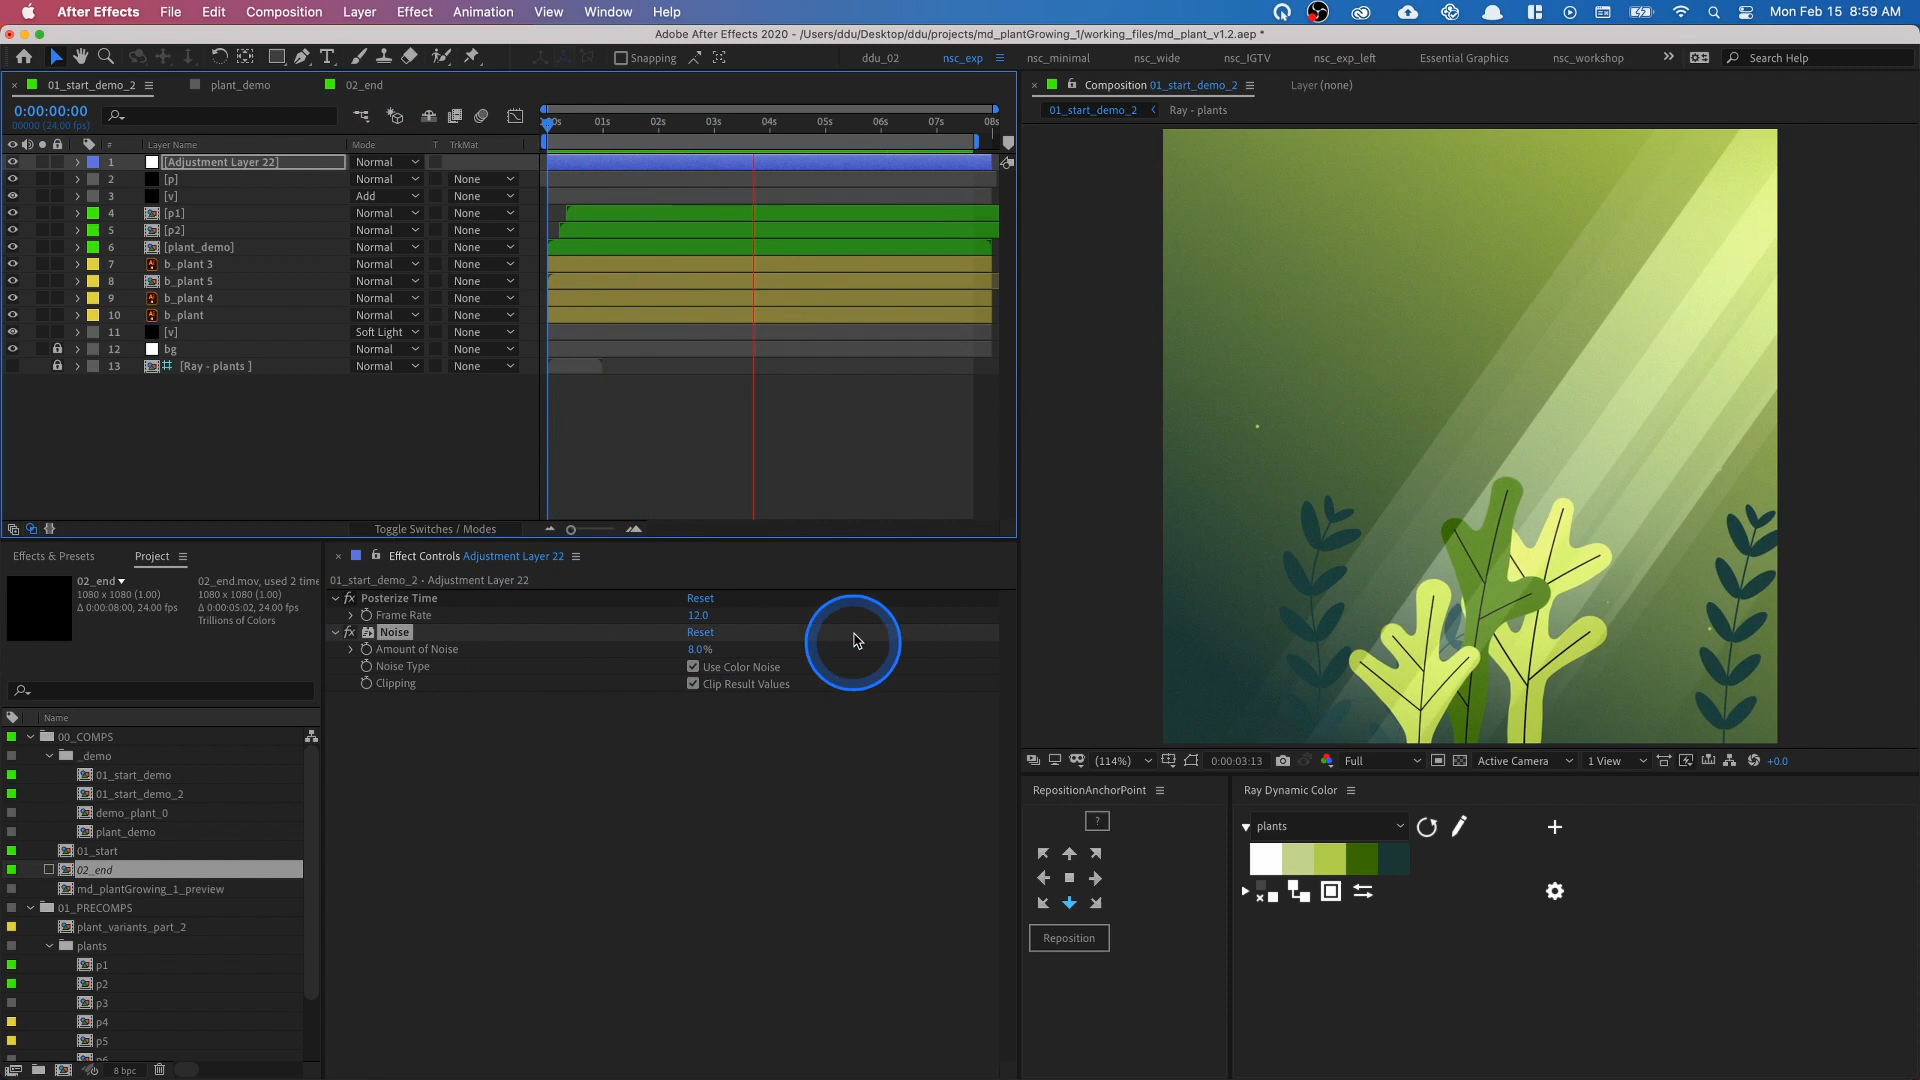 After Effects File Edit Composition Layer Effect Animation View Window Help Mon Feb 15 8:59 AM
Adobe After Effects 2020 - /Users/ddu/Desktop/ddu/projects/md_plantGrowing_1/working_files/md_plant_v1.2.aep *
Snapping ddu_02 nsc_exp nsc_minimal nsc_wide nsc_IGTV nsc_exp_left Essential Graphics nsc_workshop Search Help
01_start_demo_2 plant_demo 02_end
Composition 01_start_demo_2 Layer (none)
01_start_demo_2 Ray - plants
0:00:00:00
00000 (24.00 fps)
01s 02s 03s 04s 05s 06s 07s 08s
# Layer Name Mode T TrkMat
1 [Adjustment Layer 22] Normal
2 [p] Normal None
3 [v] Add None
4 [p1] Normal None
5 [p2] Normal None
6 [plant_demo] Normal None
7 b_plant 3 Normal None
8 b_plant 5 Normal None
9 b_plant 4 Normal None
10 b_plant Normal None
11 [v] Soft Light None
12 bg Normal None
13 [Ray - plants ] Normal None
Toggle Switches / Modes
Effects & Presets Project
02_end
1080 x 1080 (1.00)
Δ 0:00:08:00, 24.00 fps
02_end.mov, used 2 time
1080 x 1080 (1.00)
Δ 0:00:05:02, 24.00 fps
Trillions of Colors
Name
00_COMPS
_demo
01_start_demo
01_start_demo_2
demo_plant_0
plant_demo
01_start
02_end
md_plantGrowing_1_preview
01_PRECOMPS
plant_variants_part_2
plants
p1
p2
p3
p4
p5
p6
8 bpc
Effect Controls Adjustment Layer 22
01_start_demo_2 • Adjustment Layer 22
fx Posterize Time Reset
Frame Rate 12.0
fx Noise Reset
Amount of Noise 8.0%
Noise Type Use Color Noise
Clipping Clip Result Values
(114%) 0:00:03:13 Full Active Camera 1 View +0.0
RepositionAnchorPoint
?
Reposition
Ray Dynamic Color
plants